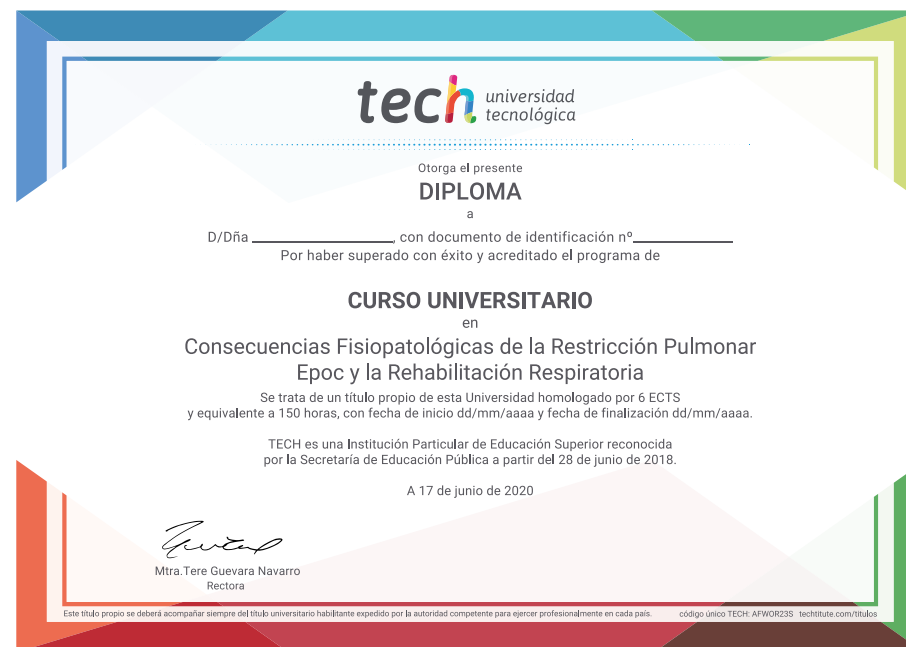 tech universidad
tecnológica
Otorga el presente
DIPLOMA
a
D/Dña ____________________, con documento de identificación nº______________
Por haber superado con éxito y acreditado el programa de
CURSO UNIVERSITARIO
en
Consecuencias Fisiopatológicas de la Restricción Pulmonar
Epoc y la Rehabilitación Respiratoria
Se trata de un título propio de esta Universidad homologado por 6 ECTS
y equivalente a 150 horas, con fecha de inicio dd/mm/aaaa y fecha de finalización dd/mm/aaaa.
TECH es una Institución Particular de Educación Superior reconocida
por la Secretaría de Educación Pública a partir del 28 de junio de 2018.
A 17 de junio de 2020
Mtra.Tere Guevara Navarro
Rectora
Este título propio se deberá acompañar siempre del título universitario habilitante expedido por la autoridad competente para ejercer profesionalmente en cada país. código único TECH: AFWOR23S techtitute.com/titulos